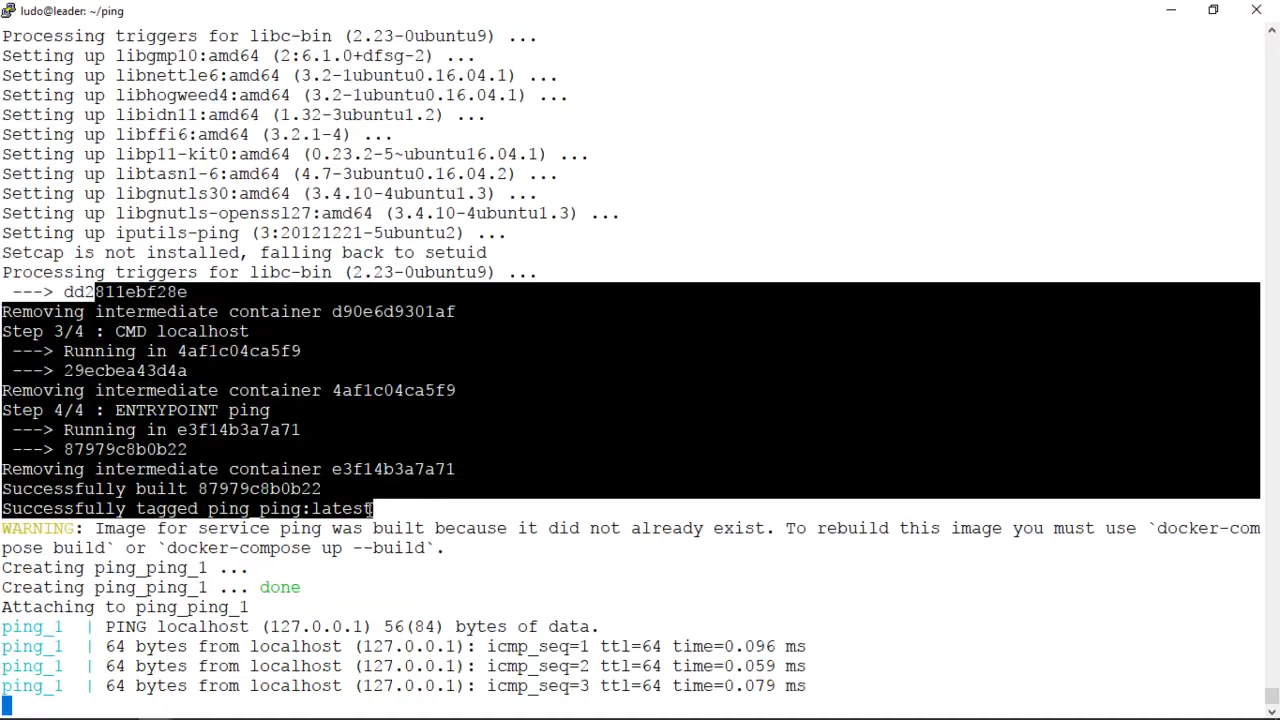 ludo@leader: ~/ping
Processing triggers for libc-bin (2.23-0ubuntu9) ...
Setting up libgmp10:amd64 (2:6.1.0+dfsg-2) ...
Setting up libnettle6:amd64 (3.2-1ubuntu0.16.04.1) ...
Setting up libhogweed4:amd64 (3.2-1ubuntu0.16.04.1) ...
Setting up libidn11:amd64 (1.32-3ubuntu1.2) ...
Setting up libffi6:amd64 (3.2.1-4) ...
Setting up libp11-kit0:amd64 (0.23.2-5~ubuntu16.04.1) ...
Setting up libtasn1-6:amd64 (4.7-3ubuntu0.16.04.2) ...
Setting up libgnutls30:amd64 (3.4.10-4ubuntu1.3) ...
Setting up libgnutls-openssl27:amd64 (3.4.10-4ubuntu1.3) ...
Setting up iputils-ping (3:20121221-5ubuntu2) ...
Setcap is not installed, falling back to setuid
Processing triggers for libc-bin (2.23-0ubuntu9) ...
---> dd2811ebf28e
Removing intermediate container d90e6d9301af
Step 3/4 : CMD localhost
---> Running in 4af1c04ca5f9
---> 29ecbea43d4a
Removing intermediate container 4af1c04ca5f9
Step 4/4 : ENTRYPOINT ping
---> Running in e3f14b3a7a71
---> 87979c8b0b22
Removing intermediate container e3f14b3a7a71
Successfully built 87979c8b0b22
Successfully tagged ping_ping:latest
WARNING: Image for service ping was built because it did not already exist. To rebuild this image you must use `docker-com
pose build` or `docker-compose up --build`.
Creating ping_ping_1 ...
Creating ping_ping_1 ... done
Attaching to ping_ping_1
ping_1 | PING localhost (127.0.0.1) 56(84) bytes of data.
ping_1 | 64 bytes from localhost (127.0.0.1): icmp_seq=1 ttl=64 time=0.096 ms
ping_1 | 64 bytes from localhost (127.0.0.1): icmp_seq=2 ttl=64 time=0.059 ms
ping_1 | 64 bytes from localhost (127.0.0.1): icmp_seq=3 ttl=64 time=0.079 ms